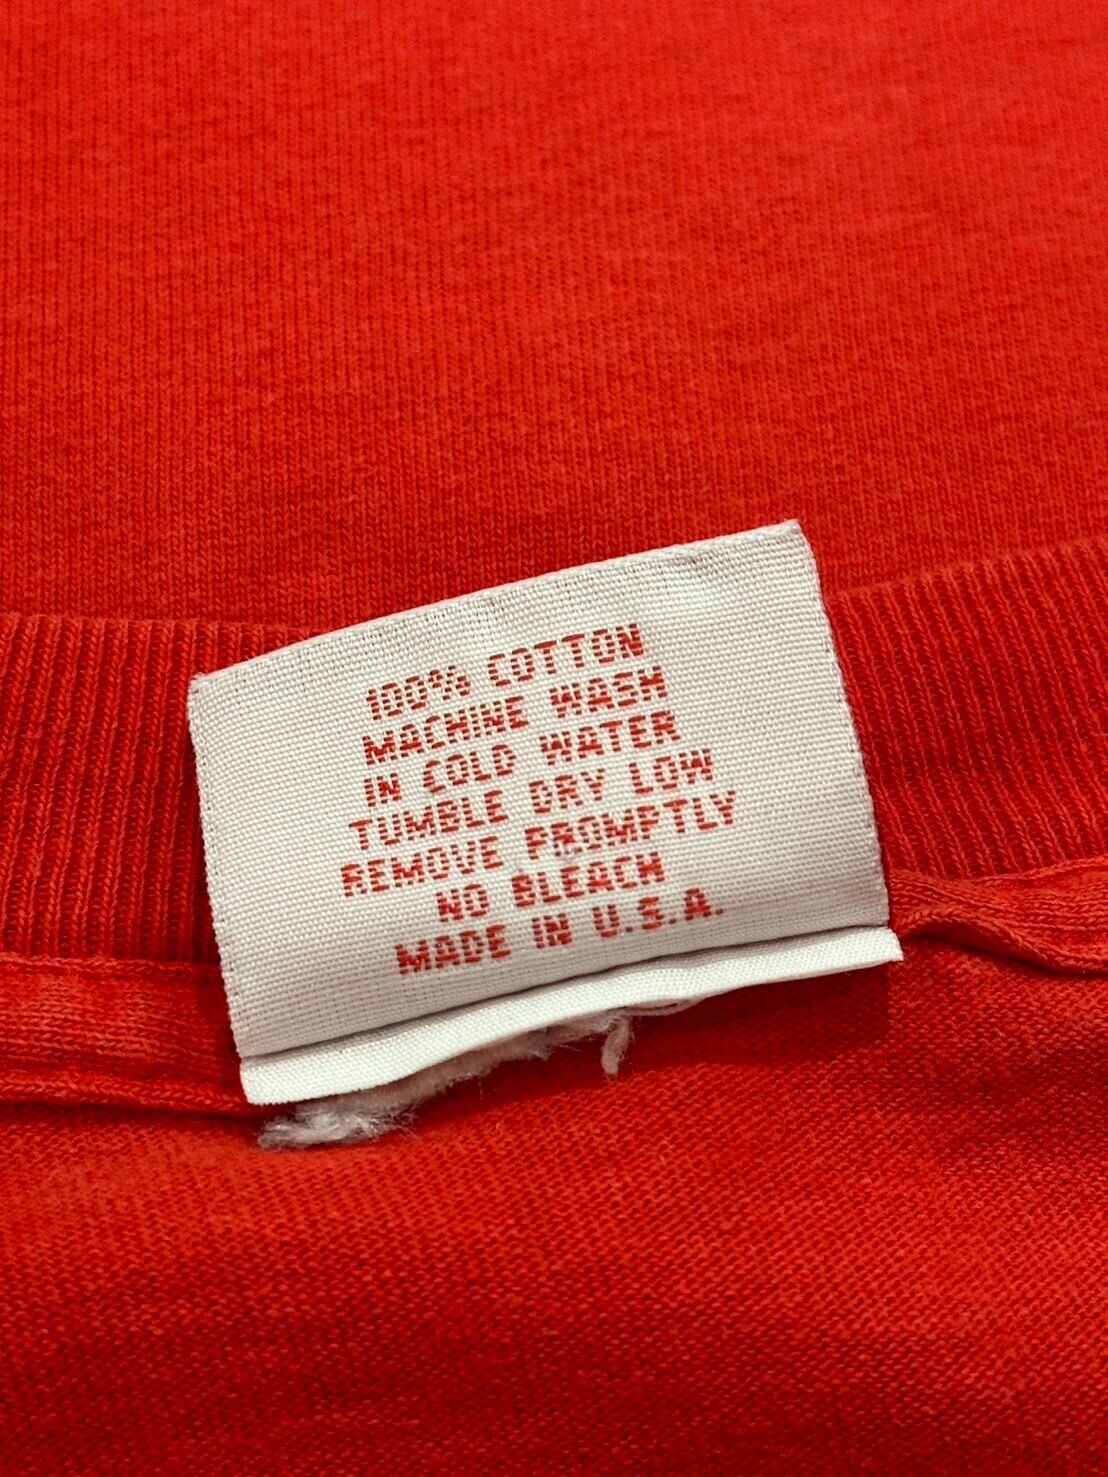 100% COTTON
MACHINE WASH
IN COLD WATER
TUMBLE DRY LOW
REMOVE PROMPTLY
NO BLEACH
MADE IN U.S.A.